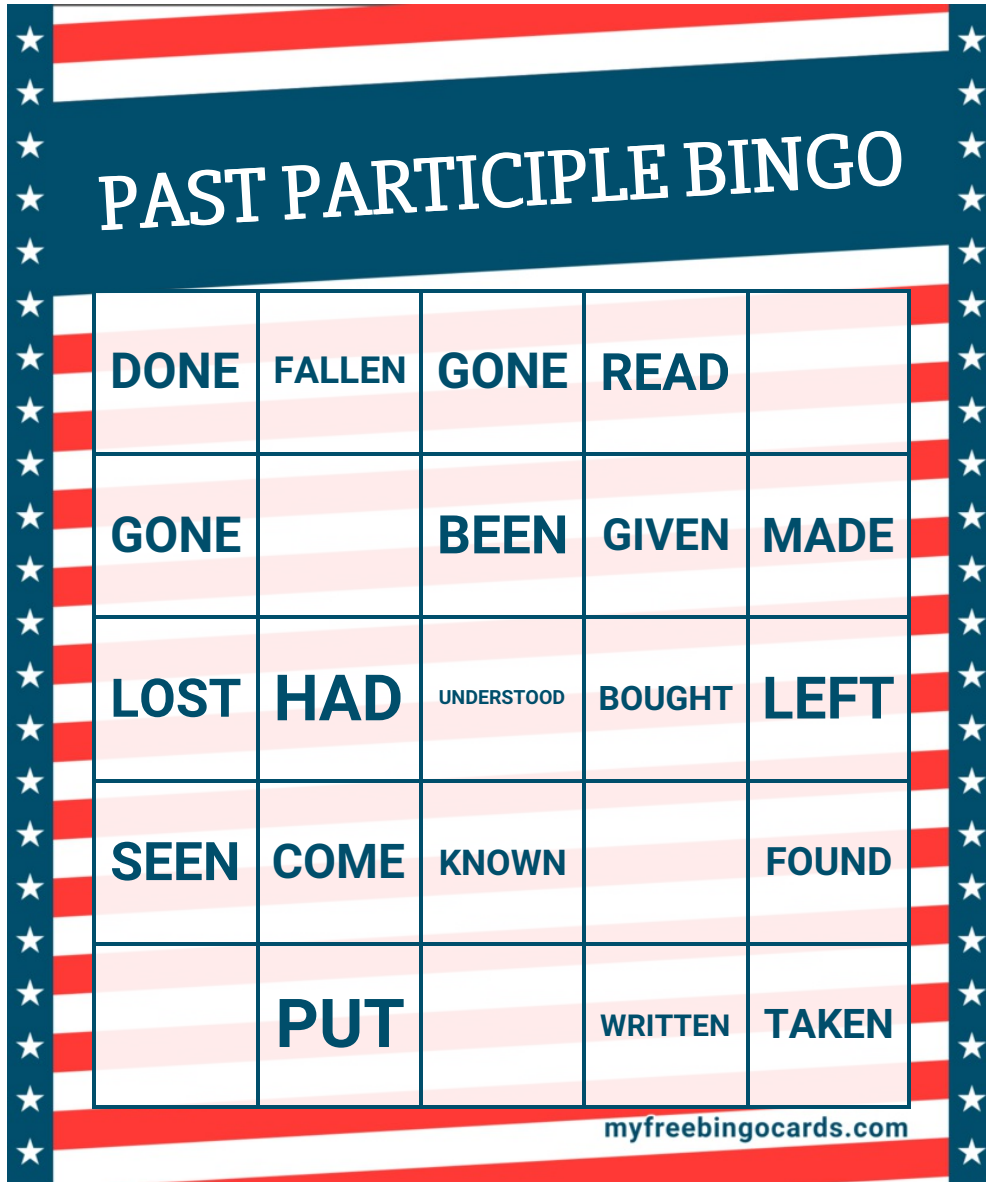 PAST PARTICIPLE BINGO
DONE FALLEN GONE READ
GONE BEEN GIVEN MADE
LOST HAD UNDERSTOOD BOUGHT LEFT
SEEN COME KNOWN FOUND
PUT WRITTEN TAKEN
myfreebingocards.com